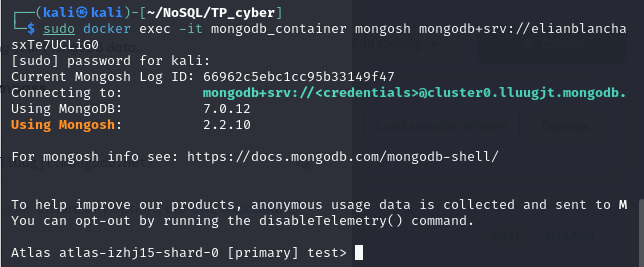 (kali㉿kali)-[~/NoSQL/TP_cyber]
$ sudo docker exec -it mongodb_container mongosh mongodb+srv://elianblancha
sxTe7UCLiG0
[sudo] password for kali:
Current Mongosh Log ID: 66962c5ebc1cc95b33149f47
Connecting to: mongodb+srv://<credentials>@cluster0.lluugjt.mongodb.
Using MongoDB: 7.0.12
Using Mongosh: 2.2.10
For mongosh info see: https://docs.mongodb.com/mongodb-shell/
To help improve our products, anonymous usage data is collected and sent to M
You can opt-out by running the disableTelemetry() command.
Atlas atlas-izhj15-shard-0 [primary] test>